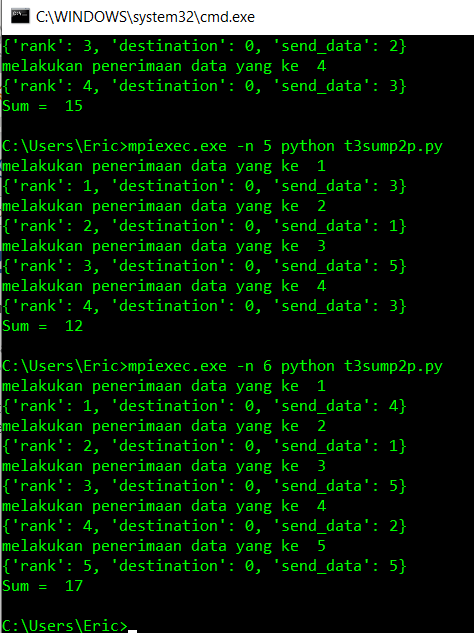 C:\WINDOWS\system32\cmd.exe
{'rank': 3, 'destination': 0, 'send_data': 2}
melakukan penerimaan data yang ke  4
{'rank': 4, 'destination': 0, 'send_data': 3}
Sum =  15
C:\Users\Eric>mpiexec.exe -n 5 python t3sump2p.py
melakukan penerimaan data yang ke  1
{'rank': 1, 'destination': 0, 'send_data': 3}
melakukan penerimaan data yang ke  2
{'rank': 2, 'destination': 0, 'send_data': 1}
melakukan penerimaan data yang ke  3
{'rank': 3, 'destination': 0, 'send_data': 5}
melakukan penerimaan data yang ke  4
{'rank': 4, 'destination': 0, 'send_data': 3}
Sum =  12
C:\Users\Eric>mpiexec.exe -n 6 python t3sump2p.py
melakukan penerimaan data yang ke  1
{'rank': 1, 'destination': 0, 'send_data': 4}
melakukan penerimaan data yang ke  2
{'rank': 2, 'destination': 0, 'send_data': 1}
melakukan penerimaan data yang ke  3
{'rank': 3, 'destination': 0, 'send_data': 5}
melakukan penerimaan data yang ke  4
{'rank': 4, 'destination': 0, 'send_data': 2}
melakukan penerimaan data yang ke  5
{'rank': 5, 'destination': 0, 'send_data': 5}
Sum =  17
C:\Users\Eric>